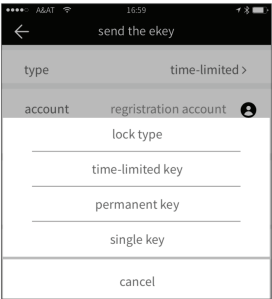 A&AT 16:59
send the ekey
type time-limited >
account regristration account
lock type
time-limited key
permanent key
single key
cancel